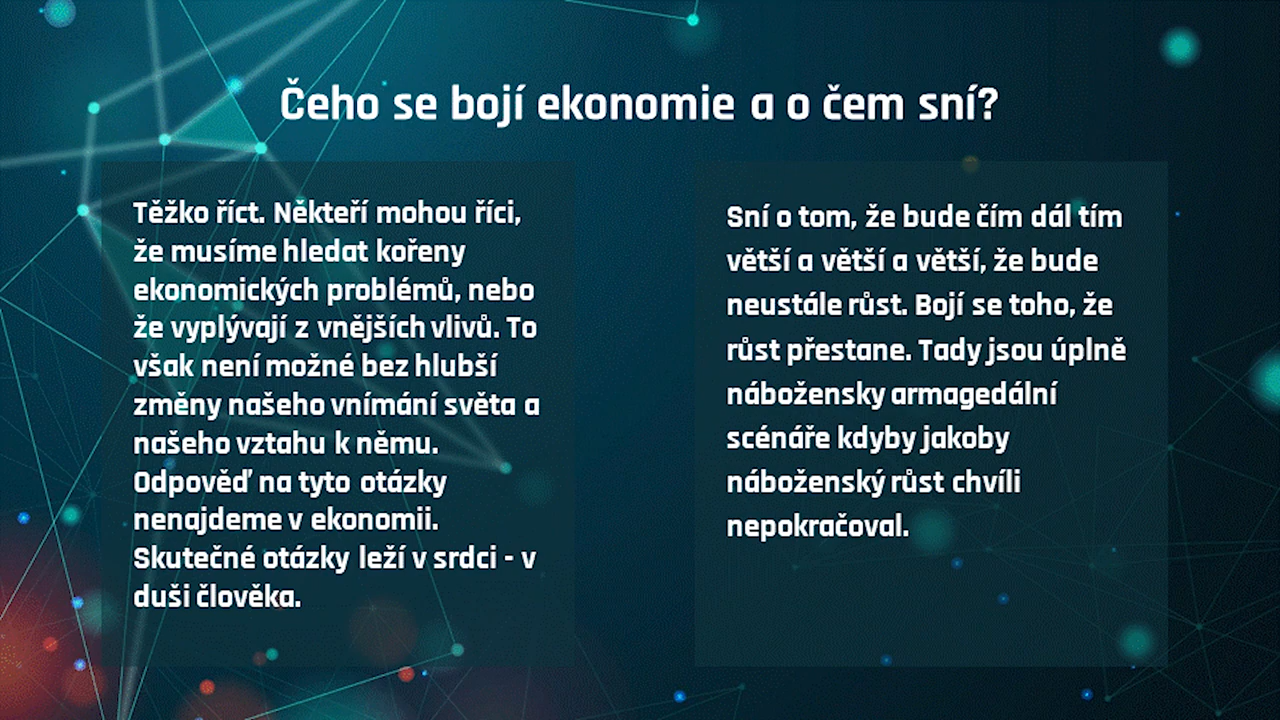 Čeho se bojí ekonomie a o čem sní?
Těžko říct. Někteří mohou říci,
že musíme hledat kořeny
ekonomických problémů, nebo
že vyplývají z vnějších vlivů. To
však není možné bez hlubší
změny našeho vnímání světa a
našeho vztahu k němu.
Odpověď na tyto otázky
nenajdeme v ekonomii.
Skutečné otázky leží v srdci - v
duši člověka.
Sní o tom, že bude čím dál tím
větší a větší a větší, že bude
neustále růst. Bojí se toho, že
růst přestane. Tady jsou úplně
nábožensky armagedální
scénáře kdyby jakoby
náboženský růst chvíli
nepokračoval.